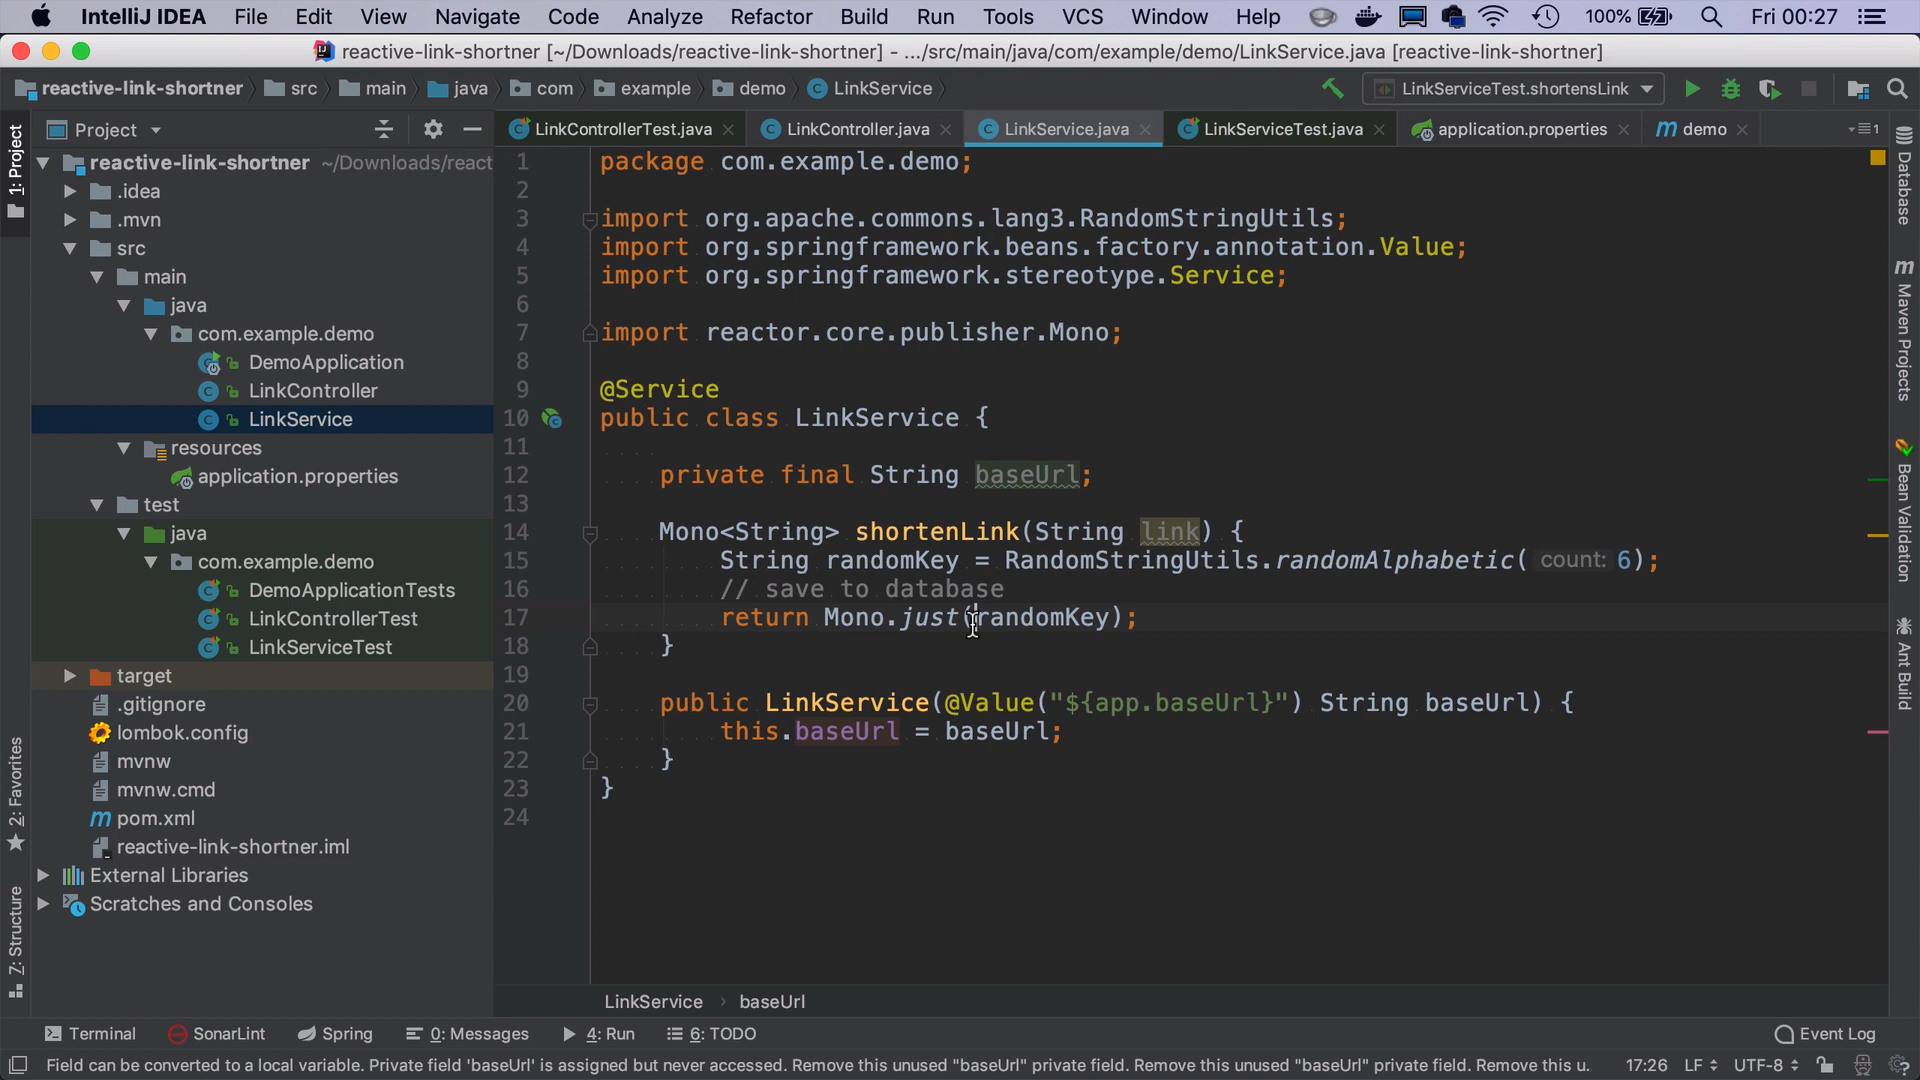 IntelliJ IDEA File Edit View Navigate Code Analyze Refactor Build Run Tools VCS Window Help 100% Fri 00:27
reactive-link-shortner [~/Downloads/reactive-link-shortner] - .../src/main/java/com/example/demo/LinkService.java [reactive-link-shortner]
reactive-link-shortner src main java com example demo LinkService LinkServiceTest.shortensLink
Project
LinkControllerTest.java LinkController.java LinkService.java LinkServiceTest.java application.properties m demo 1
1: Project
2: Favorites
Z: Structure
reactive-link-shortner ~/Downloads/react
.idea
.mvn
src
main
java
com.example.demo
DemoApplication
LinkController
LinkService
resources
application.properties
test
java
com.example.demo
DemoApplicationTests
LinkControllerTest
LinkServiceTest
target
.gitignore
lombok.config
mvnw
mvnw.cmd
m pom.xml
reactive-link-shortner.iml
External Libraries
Scratches and Consoles
1 package com.example.demo;
2
3 import org.apache.commons.lang3.RandomStringUtils;
4 import org.springframework.beans.factory.annotation.Value;
5 import org.springframework.stereotype.Service;
6
7 import reactor.core.publisher.Mono;
8
9 @Service
10 public class LinkService {
11
12 private final String baseUrl;
13
14 Mono<String> shortenLink(String link) {
15 String randomKey = RandomStringUtils.randomAlphabetic( count: 6);
16 // save to database
17 return Mono.just(randomKey);
18 }
19
20 public LinkService(@Value("${app.baseUrl}") String baseUrl) {
21 this.baseUrl = baseUrl;
22 }
23 }
24
Database
m Maven Projects
Bean Validation
Ant Build
LinkService baseUrl
Terminal SonarLint Spring 0: Messages 4: Run 6: TODO Event Log
Field can be converted to a local variable. Private field 'baseUrl' is assigned but never accessed. Remove this unused "baseUrl" private field. Remove this unused "baseUrl" private field. Remove this u. 17:26 LF UTF-8